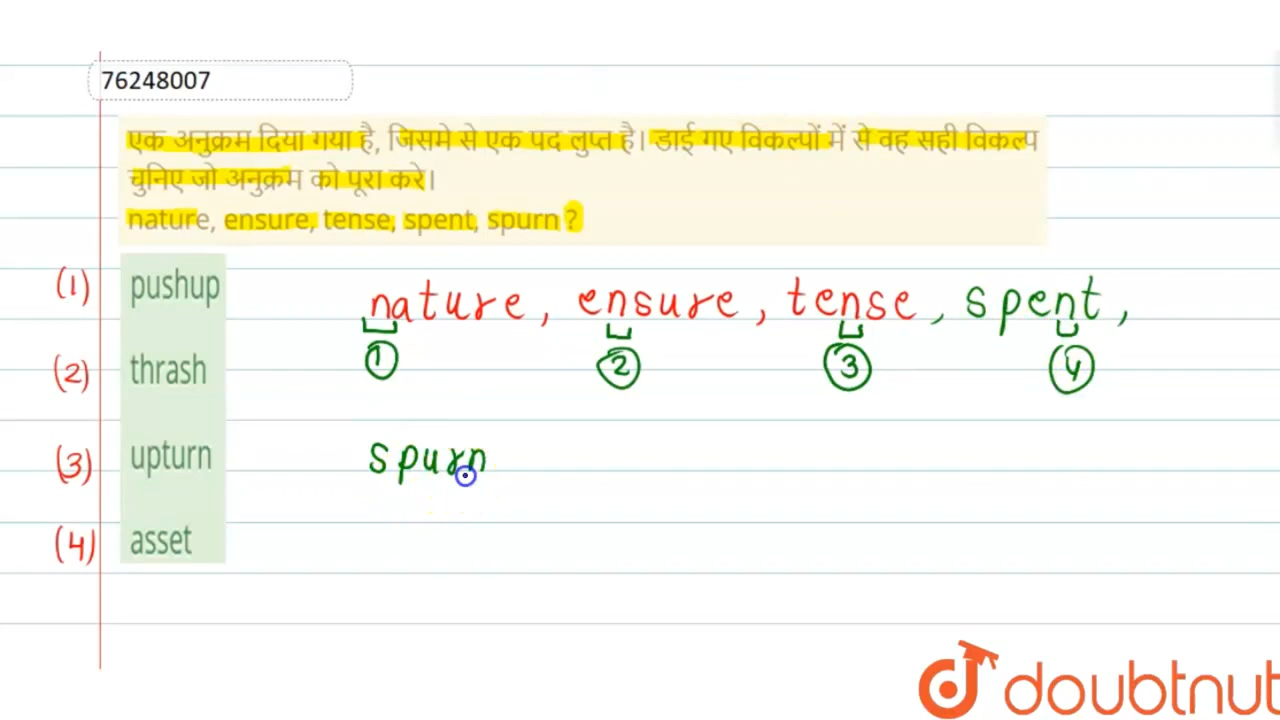 76248007
एक अनुक्रम दिया गया है, जिसमे से एक पद लुप्त है। डाई गए विकल्पों में से वह सही विकल्प
चुनिए जो अनुक्रम को पूरा करे।
nature, ensure, tense, spent, spurn ?
(1) pushup
nature, ensure, tense, spent,
1 2 3 4
(2) thrash
(3) upturn
spurn
(4) asset
doubtnut